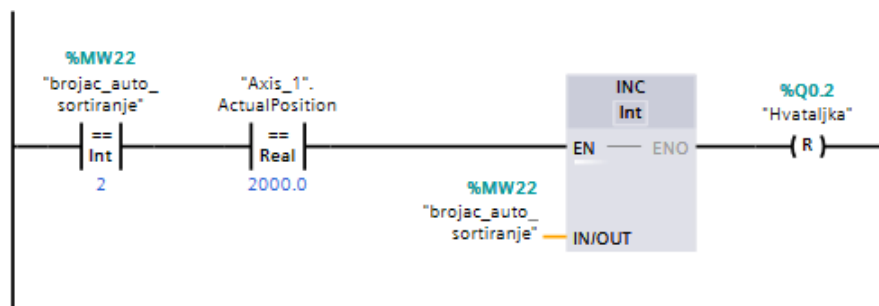 %MW22
"brojac_auto_
sortiranje"
==
Int
2
"Axis_1".
ActualPosition
==
Real
2000.0
INC
Int
EN
ENO
%MW22
"brojac_auto_
sortiranje"
IN/OUT
%Q0.2
"Hvataljka"
R